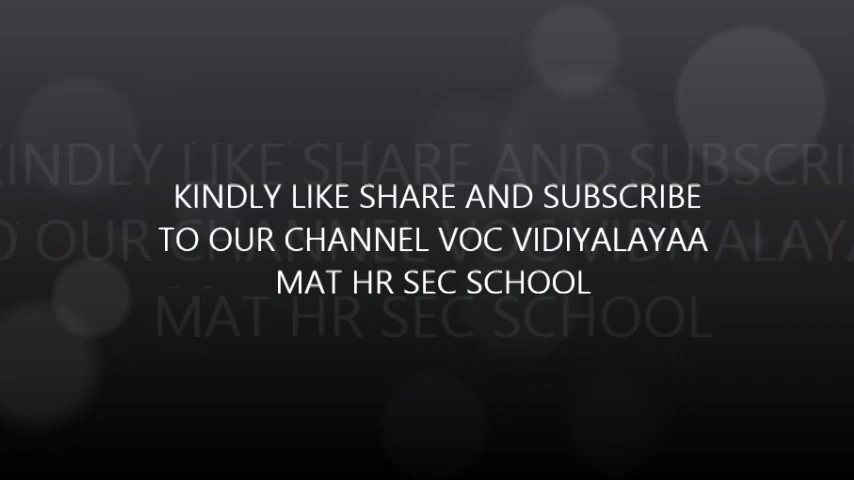 KINDLY LIKE SHARE AND SUBSCRIBE
TO OUR CHANNEL VOC VIDIYALAYAA
MAT HR SEC SCHOOL